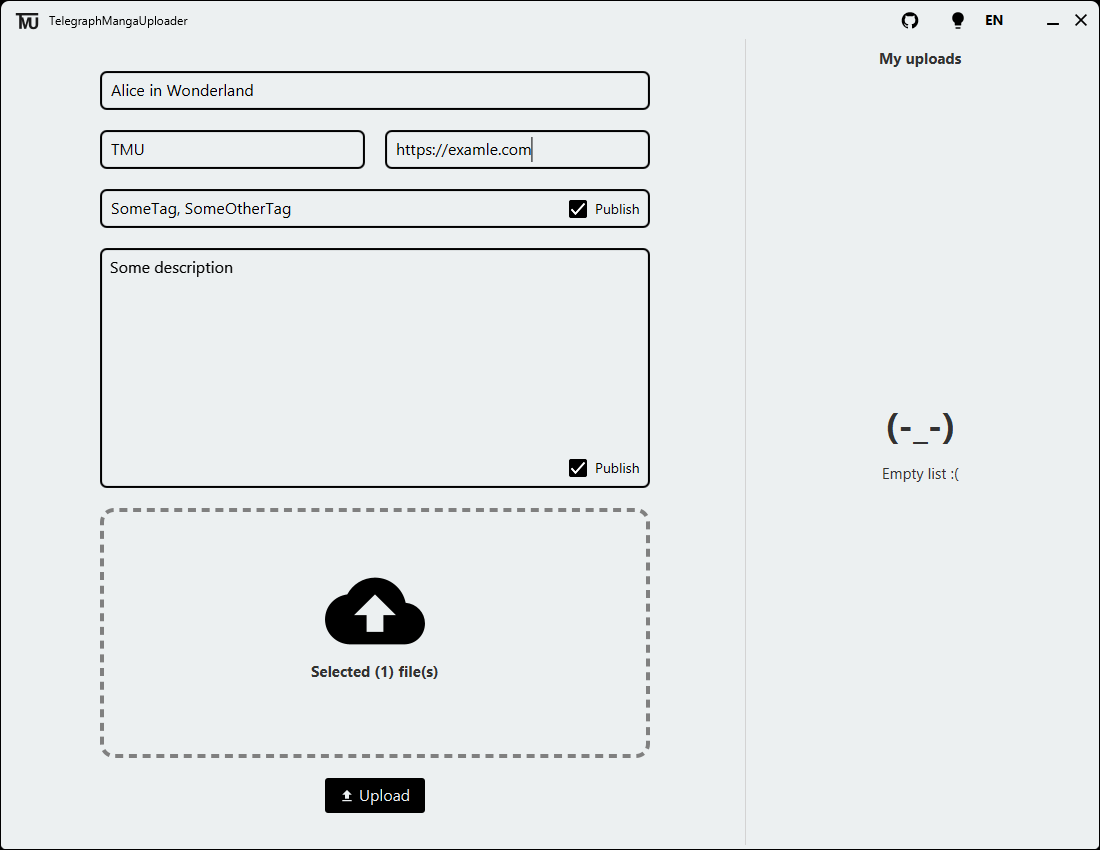 TMU TelegraphMangaUploader EN
My uploads
Alice in Wonderland
TMU https://examle.com
SomeTag, SomeOtherTag Publish
Some description
(-_-)
Empty list :(
Publish
Selected (1) file(s)
Upload